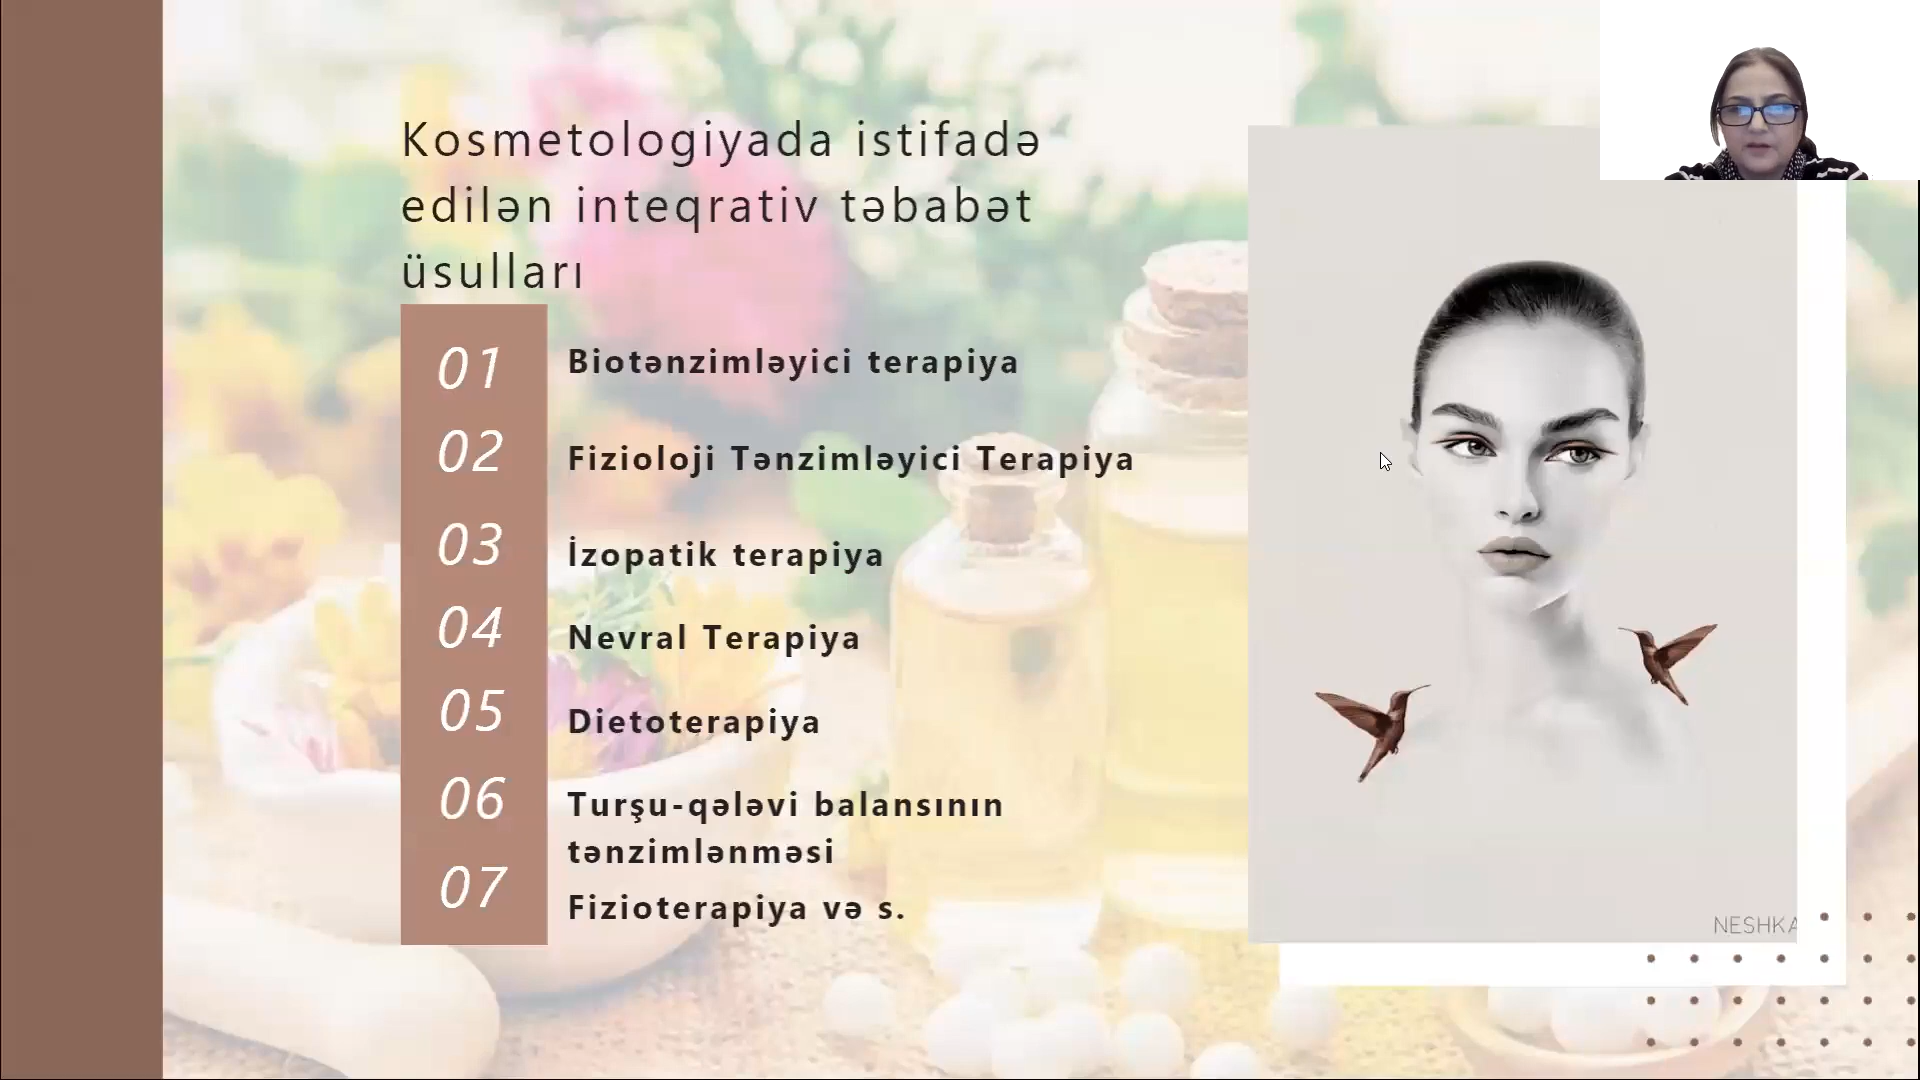 Kosmetologiyada istifadə
edilən inteqrativ təbabət
üsulları
01 Biotənzimləyici terapiya
02 Fizioloji Tənzimləyici Terapiya
03 İzopatik terapiya
04 Nevral Terapiya
05 Dietoterapiya
06 Turşu-qələvi balansının
tənzimlənməsi
07 Fizioterapiya və s.
NESHKA